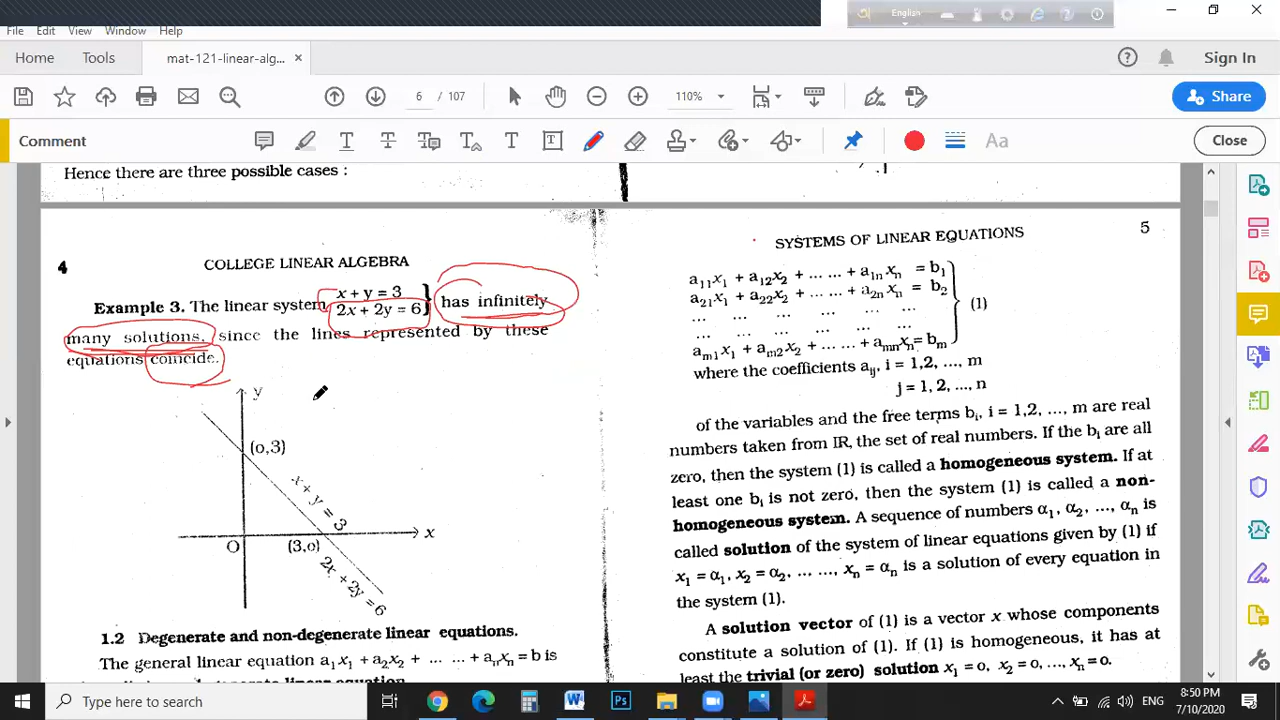 English
File Edit View Window Help
Home Tools mat-121-linear-alg... × Sign In
6 / 107 110% Share
Comment Close
Hence there are three possible cases :
4 COLLEGE LINEAR ALGEBRA
Example 3. The linear system x + y = 3
2x + 2y = 6 } has infinitely
many solutions, since the lines represented by these
equations coincide.
y
(o,3)
x + y = 3
O (3,o) x
2x + 2y = 6
1.2 Degenerate and non-degenerate linear equations.
The general linear equation a₁x₁ + a₂x₂ + ... ... + aₙxₙ = b is
SYSTEMS OF LINEAR EQUATIONS 5
a₁₁x₁ + a₁₂x₂ + ... ... + a₁ₙxₙ = b₁
a₂₁x₁ + a₂₂x₂ + ... ... + a₂ₙxₙ = b₂
... ... ... ... ...
... ... ... ... ...
aₘ₁x₁ + aₘ₂x₂ + ... ... + aₘₙxₙ = bₘ
(1)
where the coefficients aᵢⱼ, i = 1,2, ..., m
j = 1, 2, ..., n
of the variables and the free terms bᵢ, i = 1,2, ..., m are real
numbers taken from IR, the set of real numbers. If the bᵢ are all
zero, then the system (1) is called a homogeneous system. If at
least one bᵢ is not zero, then the system (1) is called a non-
homogeneous system. A sequence of numbers α₁, α₂, ..., αₙ is
called solution of the system of linear equations given by (1) if
x₁ = α₁, x₂ = α₂, ... ..., xₙ = αₙ is a solution of every equation in
the system (1).
A solution vector of (1) is a vector x whose components
constitute a solution of (1). If (1) is homogeneous, it has at
least the trivial (or zero) solution x₁ = o, x₂ = o, ..., xₙ = o.
Type here to search
ENG
8:50 PM
7/10/2020